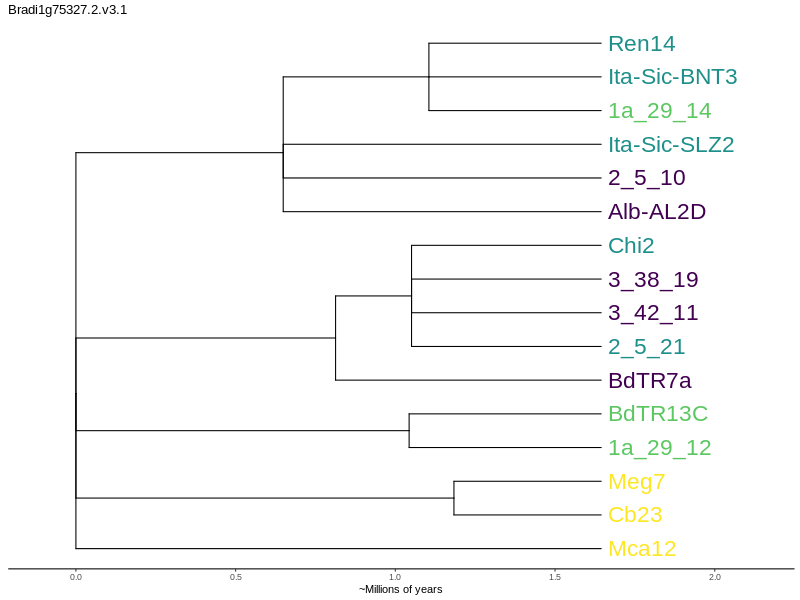 Bradi1g75327.2.v3.1
Ren14
Ita-Sic-BNT3
1a_29_14
Ita-Sic-SLZ2
2_5_10
Alb-AL2D
Chi2
3_38_19
3_42_11
2_5_21
BdTR7a
BdTR13C
1a_29_12
Meg7
Cb23
Mca12
0.0 0.5 1.0 1.5 2.0
~Millions of years